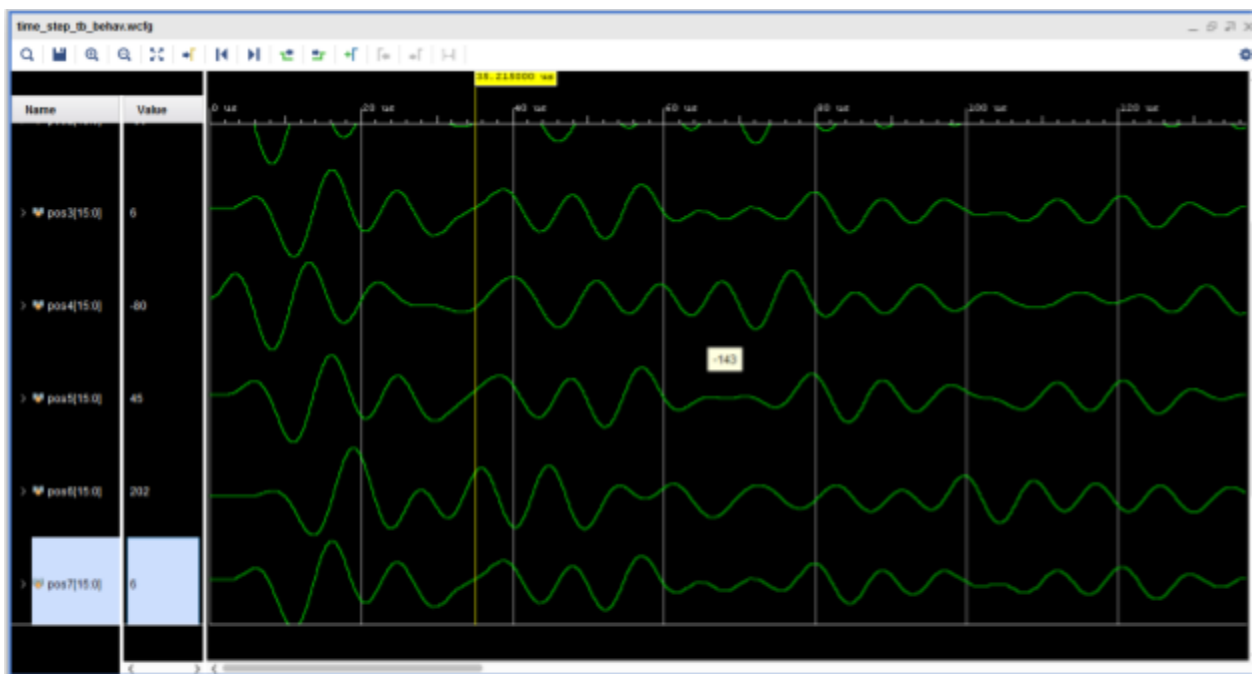 time_step_tb_behav.wcfg
Name
Value
0 us
20 us
40 us
60 us
80 us
100 us
120 us
pos3[15:0]
6
pos4[15:0]
-80
-143
pos5[15:0]
45
pos6[15:0]
202
pos7[15:0]
6